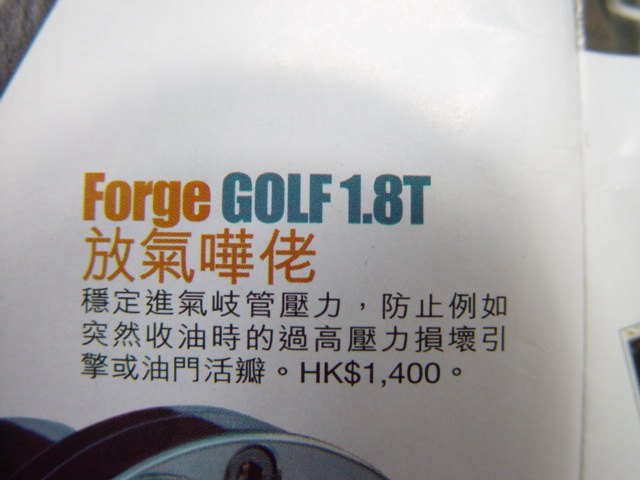 Forge GOLF 1.8T
放氣嘩佬
穩定進氣岐管壓力，防止例如
突然收油時的過高壓力損壞引
擎或油門活瓣。HK$1,400。